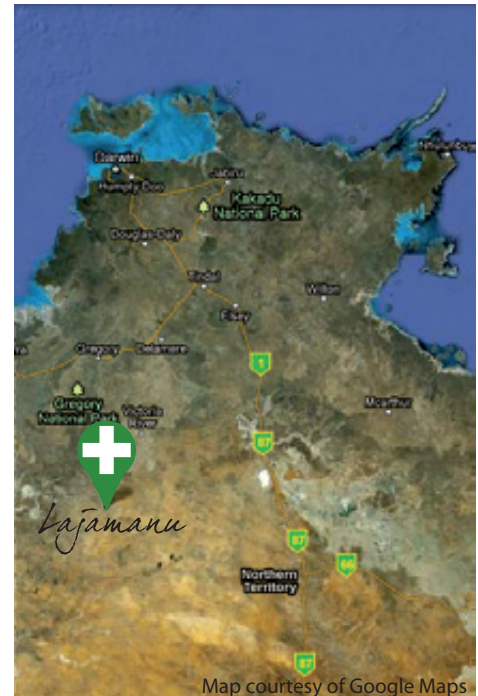 Darwin
Humpty Doo
Jabiru
Nhulunbuy
Kakadu
National Park
Douglas-Daly
Tindal
Wilton
Elsey
Gregory
Delamere
1
Gregory
National Park
Victoria
River
Mcarthur
87
Lajamanu
87
66
Northern
Territory
87
Map courtesy of Google Maps